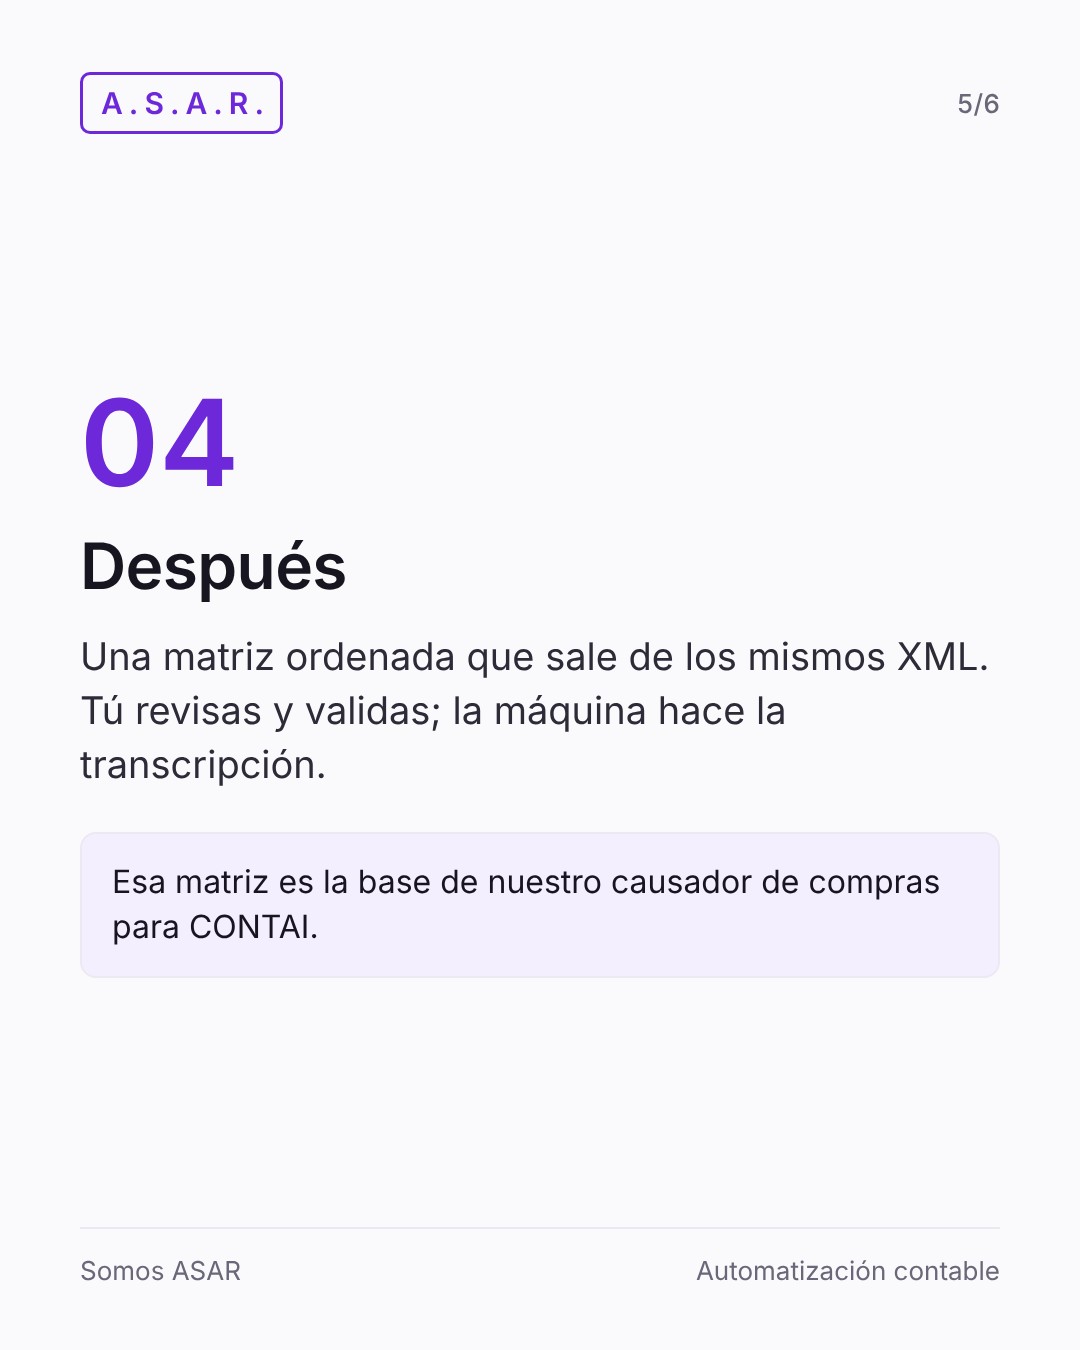 A.S.A.R.
5/6
04
Después
Una matriz ordenada que sale de los mismos XML.
Tú revisas y validas; la máquina hace la
transcripción.
Esa matriz es la base de nuestro causador de compras
para CONTAI.
Somos ASAR
Automatización contable